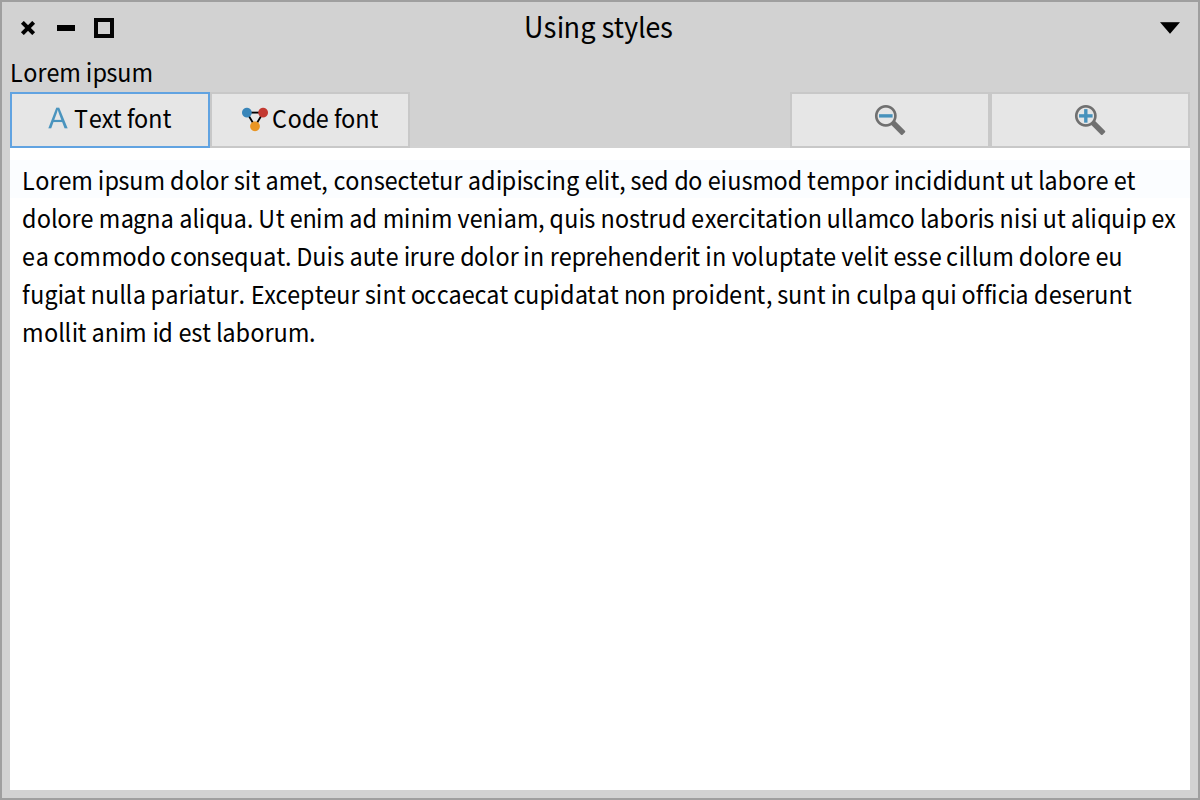 Using styles
Lorem ipsum
Text font
Code font
Lorem ipsum dolor sit amet, consectetur adipiscing elit, sed do eiusmod tempor incididunt ut labore et
dolore magna aliqua. Ut enim ad minim veniam, quis nostrud exercitation ullamco laboris nisi ut aliquip ex
ea commodo consequat. Duis aute irure dolor in reprehenderit in voluptate velit esse cillum dolore eu
fugiat nulla pariatur. Excepteur sint occaecat cupidatat non proident, sunt in culpa qui officia deserunt
mollit anim id est laborum.